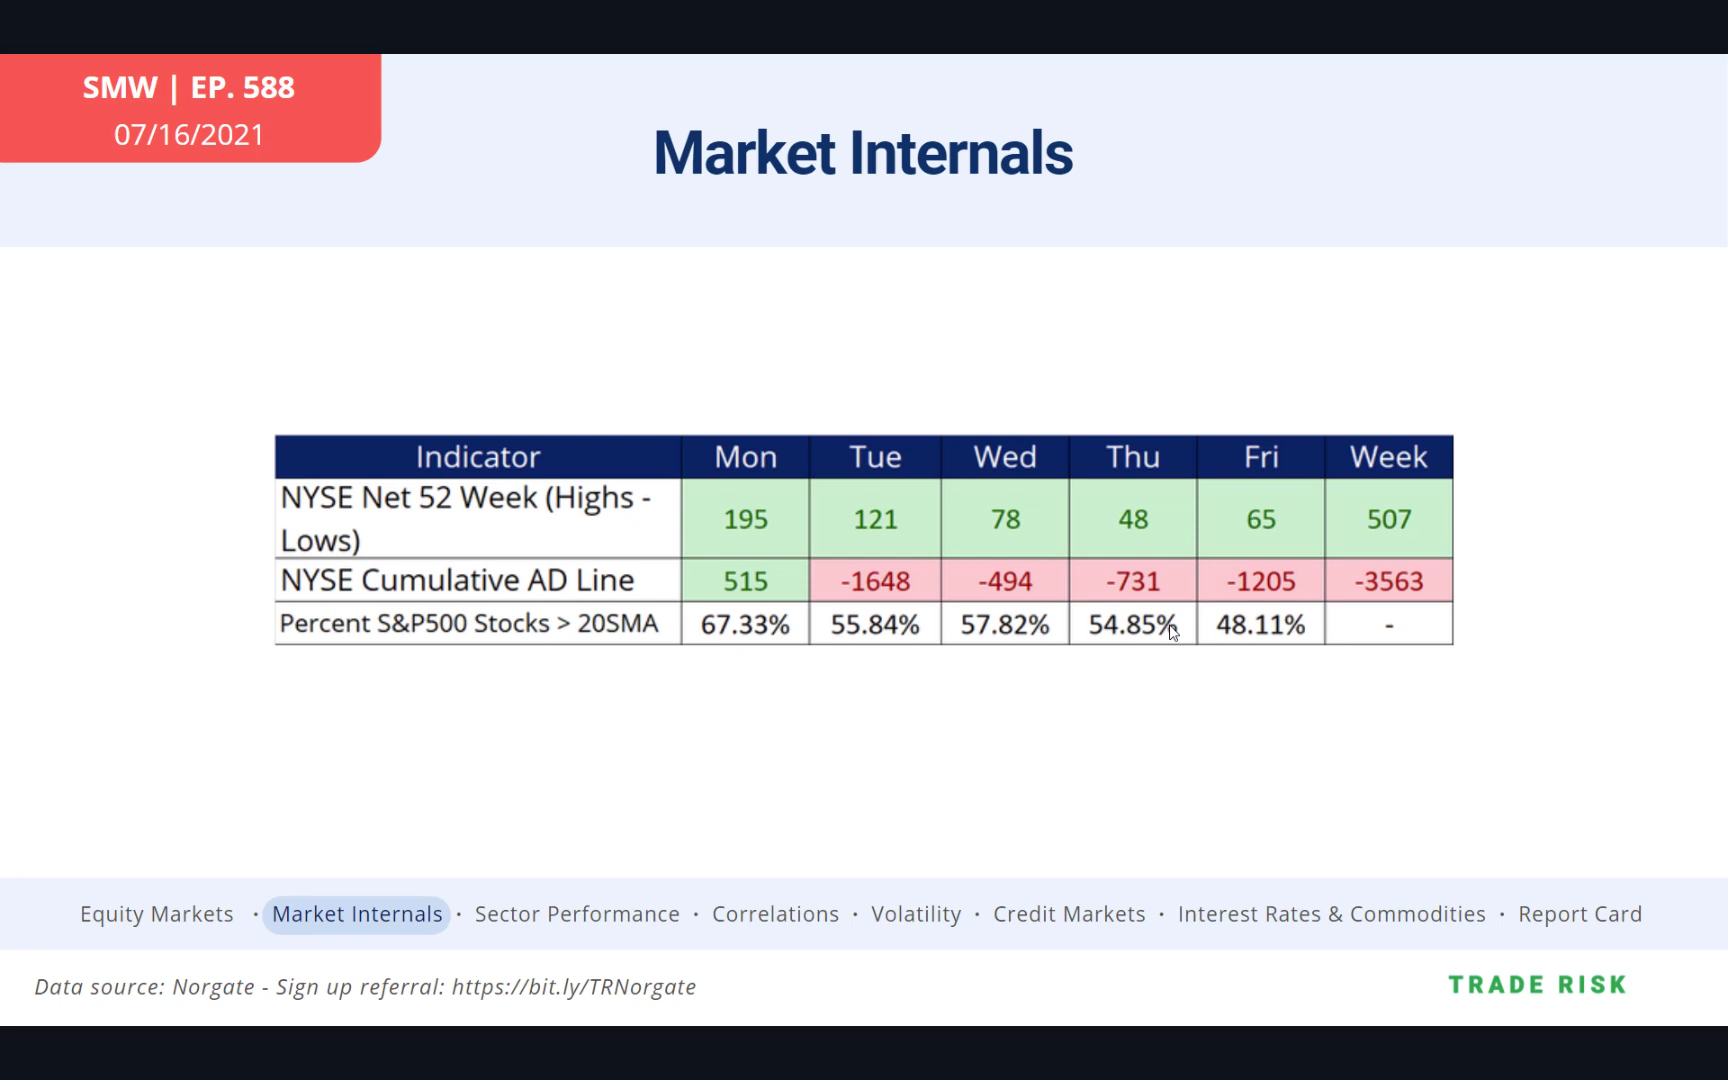 SMW | EP. 588
07/16/2021
Market Internals
Indicator Mon Tue Wed Thu Fri Week
NYSE Net 52 Week (Highs -
Lows) 195 121 78 48 65 507
NYSE Cumulative AD Line 515 -1648 -494 -731 -1205 -3563
Percent S&P500 Stocks > 20SMA 67.33% 55.84% 57.82% 54.85% 48.11% -
Equity Markets · Market Internals · Sector Performance · Correlations · Volatility · Credit Markets · Interest Rates & Commodities · Report Card
Data source: Norgate - Sign up referral: https://bit.ly/TRNorgate
TRADE RISK